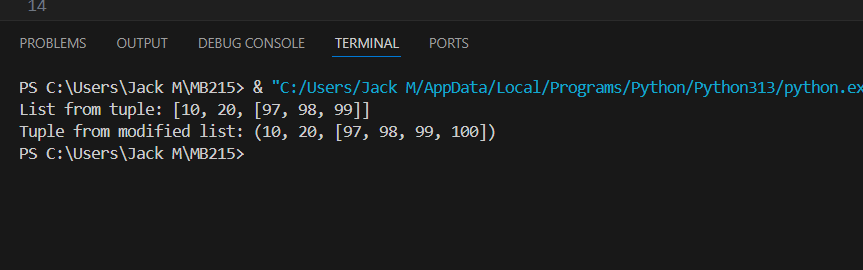 14
PROBLEMS OUTPUT DEBUG CONSOLE TERMINAL PORTS
PS C:\Users\Jack M\MB215> & "C:/Users/Jack M/AppData/Local/Programs/Python/Python313/python.ex
List from tuple: [10, 20, [97, 98, 99]]
Tuple from modified list: (10, 20, [97, 98, 99, 100])
PS C:\Users\Jack M\MB215>